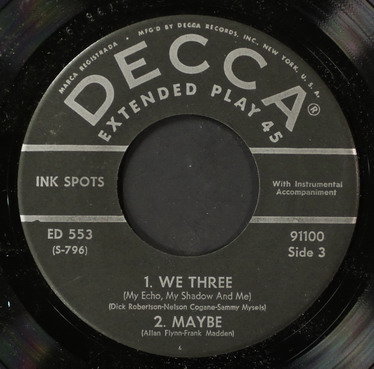 MARCA REGISTRADA • MFG'D BY DECCA RECORDS, INC., NEW YORK, U.S.A.
DECCA®
EXTENDED PLAY 45
INK SPOTS
With Instrumental
Accompaniment
ED 553
(S-796)
91100
Side 3
1. WE THREE
(My Echo, My Shadow And Me)
(Dick Robertson-Nelson Cogane-Sammy Mysels)
2. MAYBE
(Allan Flynn-Frank Madden)